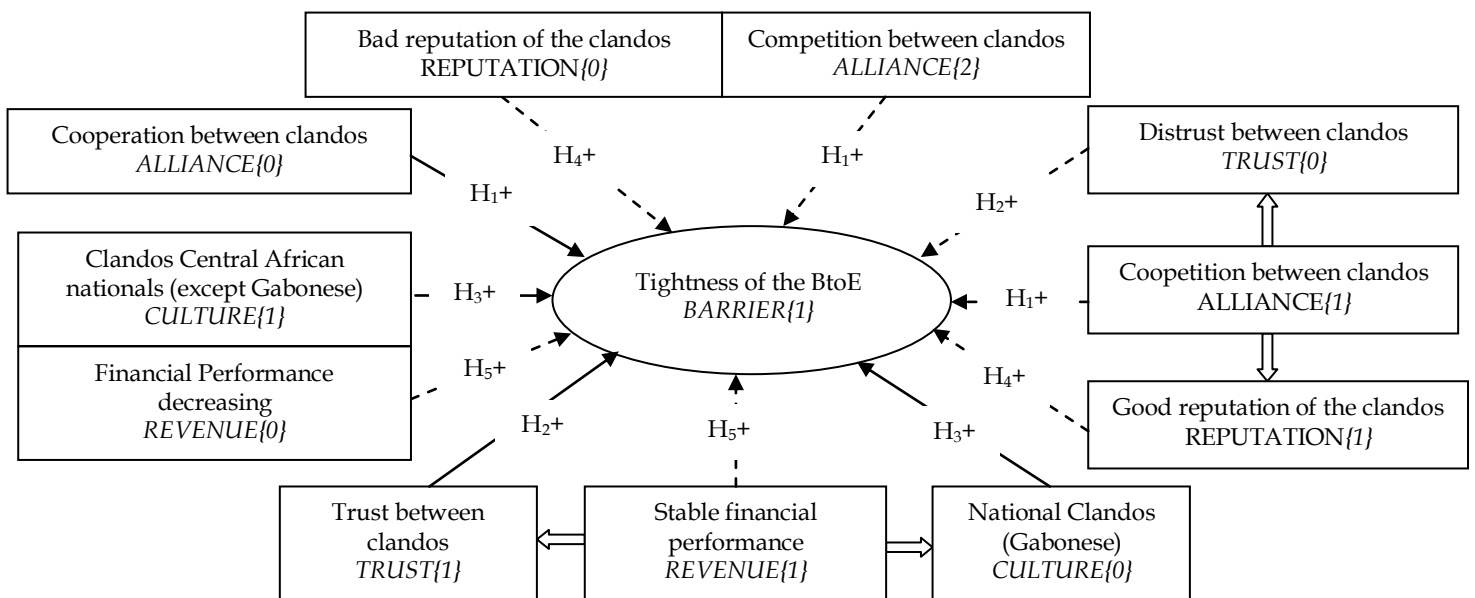 Bad reputation of the clandos
REPUTATION{0}
Competition between clandos
ALLIANCE{2}
Cooperation between clandos
ALLIANCE{0}
Distrust between clandos
TRUST{0}
H4+
H1+
H1+
H2+
Clandos Central African
nationals (except Gabonese)
CULTURE{1}
H3+
Tightness of the BtoE
BARRIER{1}
H1+
Coopetition between clandos
ALLIANCE{1}
Financial Performance
decreasing
REVENUE{0}
H5+
H4+
Good reputation of the clandos
REPUTATION{1}
H2+
H5+
H3+
Trust between
clandos
TRUST{1}
Stable financial
performance
REVENUE{1}
National Clandos
(Gabonese)
CULTURE{0}